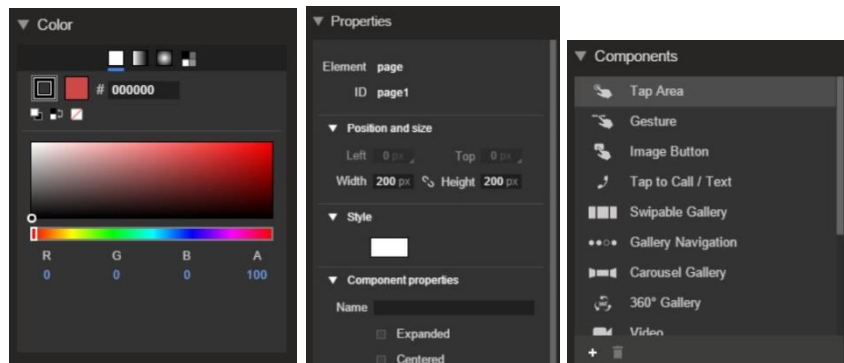 Color
# 000000
R G B A
0 0 0 100
Properties
Element page
ID page1
Position and size
Left 0 px Top 0 px
Width 200 px Height 200 px
Style
Component properties
Name
Expanded
Centered
Components
Tap Area
Gesture
Image Button
Tap to Call / Text
Swipable Gallery
Gallery Navigation
Carousel Gallery
360° Gallery
Video